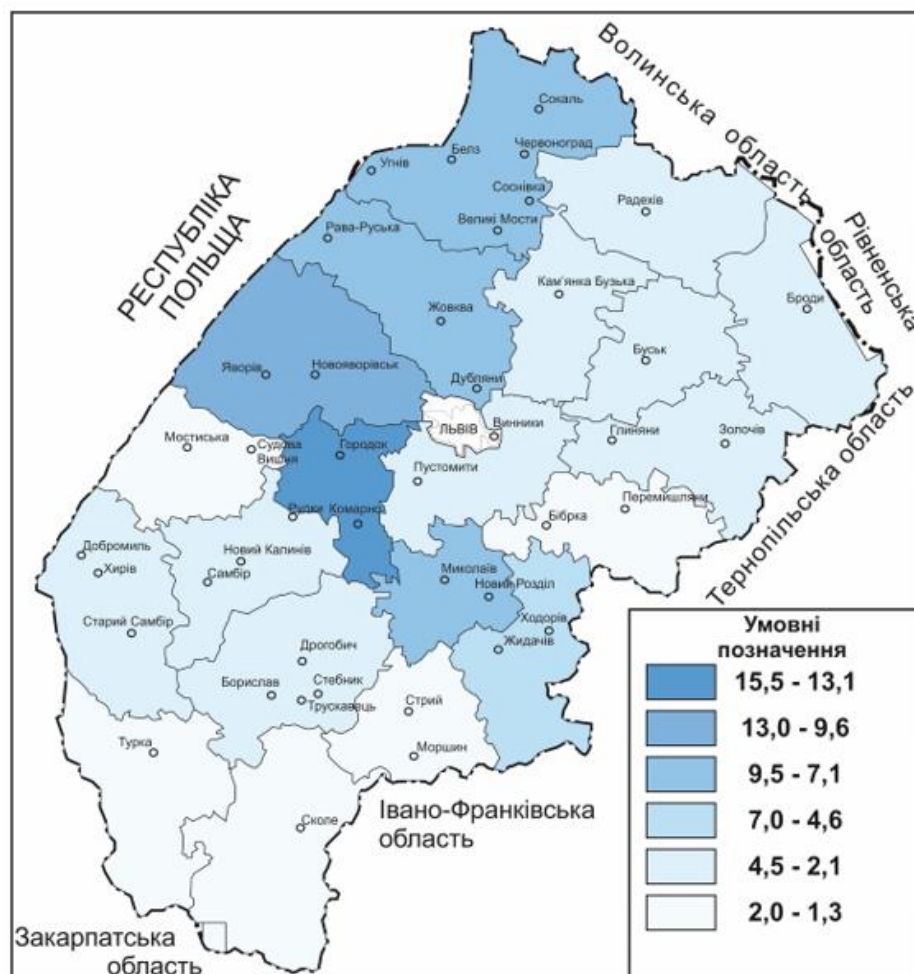 Волинська область
Рівненська
область
РЕСПУБЛІКА
ПОЛЬЩА
Сокаль
Червоноград
Белз
Угнів
Соснівка
Великі Мости
Радехів
Рава-Руська
Кам'янка Бузька
Броди
Жовква
Буськ
Яворів
Новояворівськ
Дубляни
ЛЬВІВ
Винники
Глиняни
Золочів
Мостиська
Судова
Вишня
Городок
Пустомити
Тернопільська область
Рудки
Комарно
Перемишляни
Бібрка
Добромиль
Хирів
Новий Калинів
Самбір
Миколаїв
Новий Розділ
Ходорів
Жидачів
Старий Самбір
Дрогобич
Борислав
Стебник
Трускавець
Стрий
Моршин
Турка
Сколе
Івано-Франківська
область
Закарпатська
область
Умовні
позначення
15,5 - 13,1
13,0 - 9,6
9,5 - 7,1
7,0 - 4,6
4,5 - 2,1
2,0 - 1,3